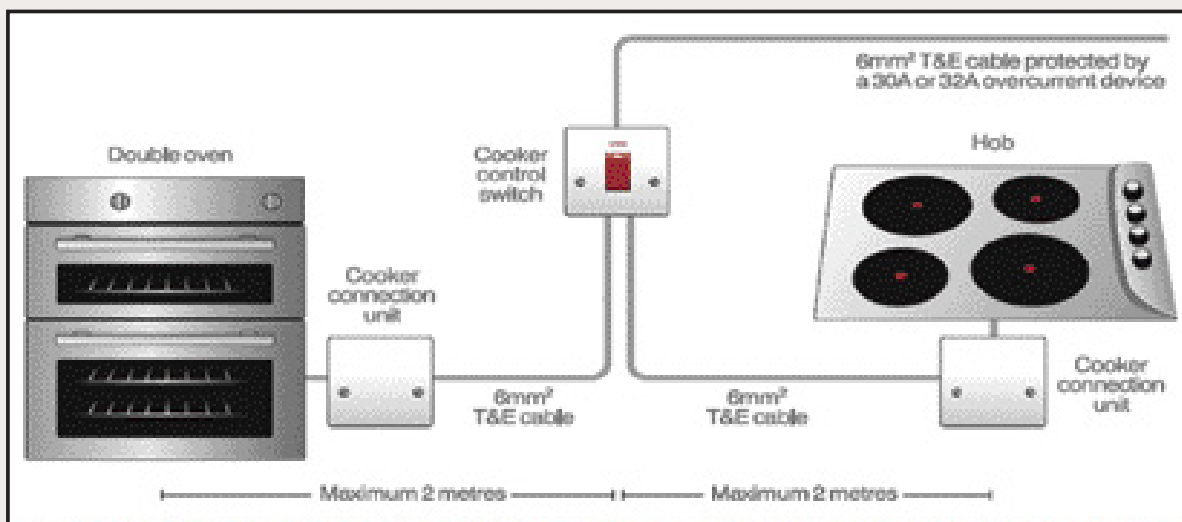 6mm² T&E cable protected by
a 30A or 32A overcurrent device
Double oven
Cooker
control
switch
Hob
Cooker
connection
unit
6mm²
T&E cable
6mm²
T&E cable
Cooker
connection
unit
Maximum 2 metres
Maximum 2 metres